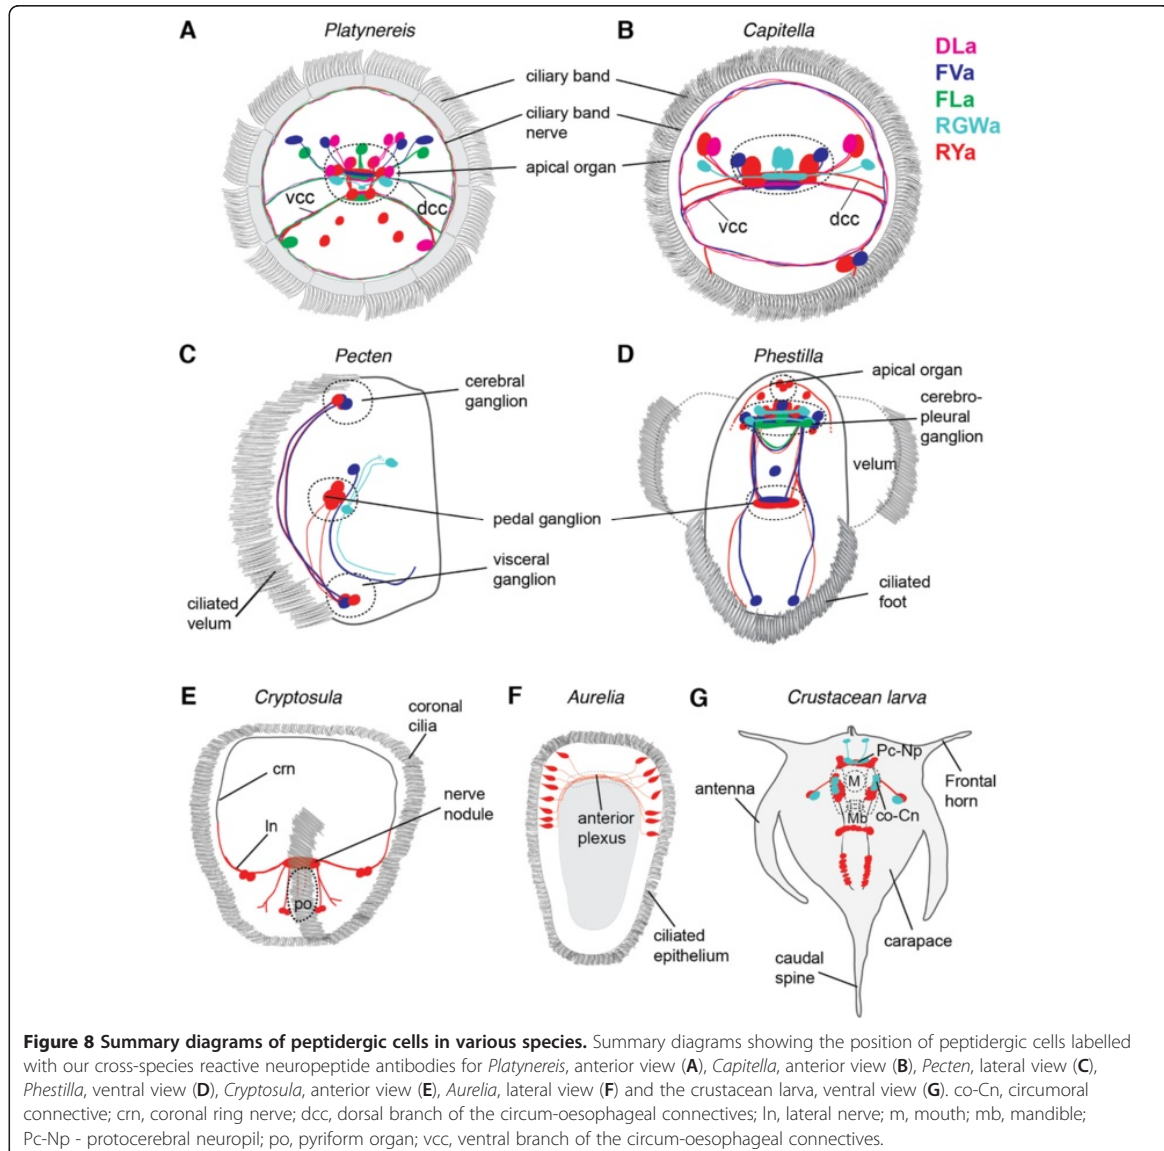 A
Platynereis
B
Capitella
DLa
FVa
FLa
RGWa
RYa
ciliary band
ciliary band
nerve
apical organ
vcc
dcc
vcc
dcc
C
Pecten
D
Phestilla
cerebral
ganglion
apical organ
cerebro-
pleural
ganglion
velum
pedal ganglion
visceral
ganglion
ciliated
velum
ciliated
foot
E
Cryptosula
coronal
cilia
crn
ln
nerve
nodule
po
F
Aurelia
anterior
plexus
ciliated
epithelium
G
Crustacean larva
Pc-Np
antenna
M
Frontal
horn
Mb
co-Cn
carapace
caudal
spine
Figure 8 Summary diagrams of peptidergic cells in various species. Summary diagrams showing the position of peptidergic cells labelled
with our cross-species reactive neuropeptide antibodies for Platynereis, anterior view (A), Capitella, anterior view (B), Pecten, lateral view (C),
Phestilla, ventral view (D), Cryptosula, anterior view (E), Aurelia, lateral view (F) and the crustacean larva, ventral view (G). co-Cn, circumoral
connective; crn, coronal ring nerve; dcc, dorsal branch of the circum-oesophageal connectives; ln, lateral nerve; m, mouth; mb, mandible;
Pc-Np - protocerebral neuropil; po, pyriform organ; vcc, ventral branch of the circum-oesophageal connectives.